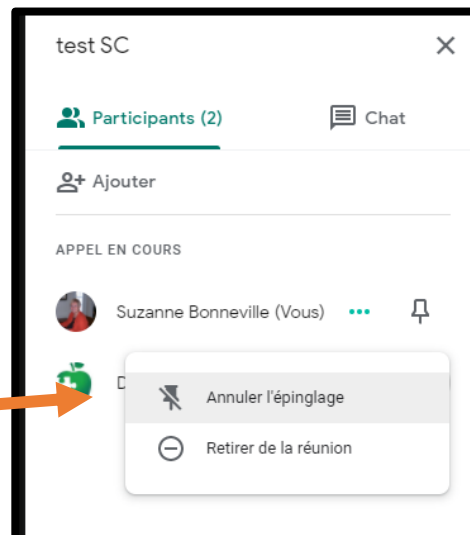 test SC
Participants (2) Chat
Ajouter
APPEL EN COURS
Suzanne Bonneville (Vous)
Annuler l'épinglage
Retirer de la réunion